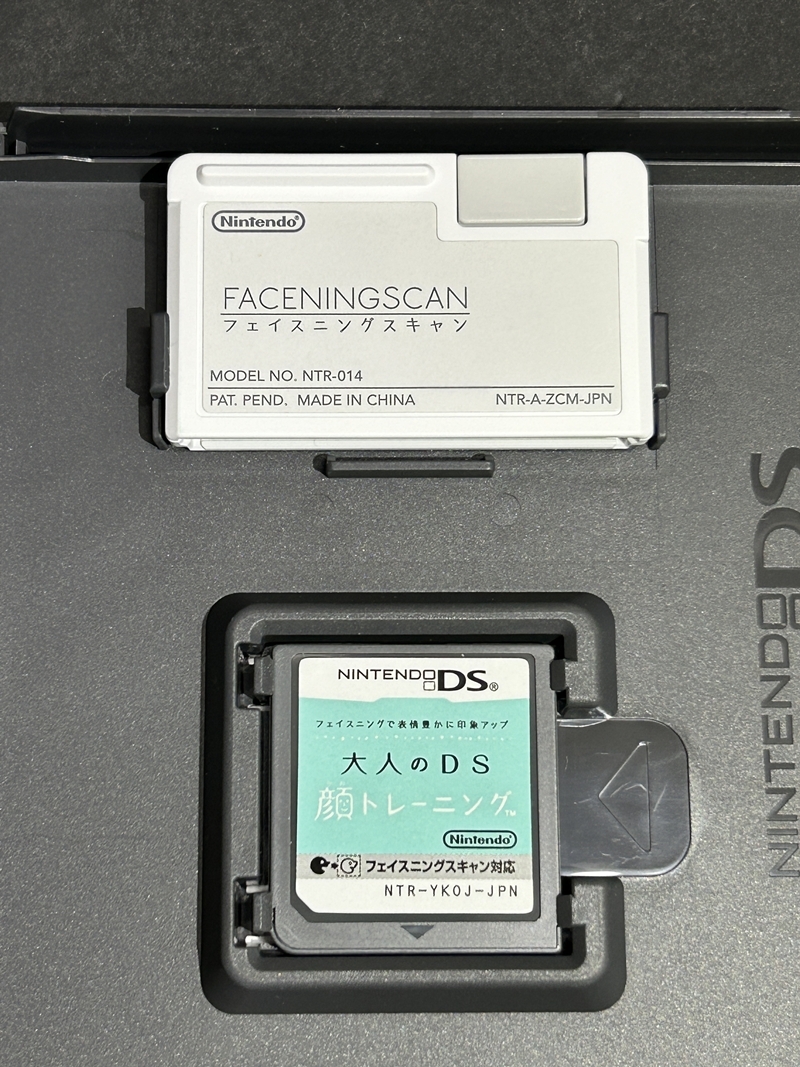 Nintendo®
FACENINGSCAN
フェイスニングスキャン
MODEL NO. NTR-014
PAT. PEND. MADE IN CHINA NTR-A-ZCM-JPN
NINTENDO DS
NINTENDO DS®
フェイスニングで表情豊かに印象アップ
大人のDS
顔トレーニング™
Nintendo®
フェイスニングスキャン対応
NTR-YK0J-JPN